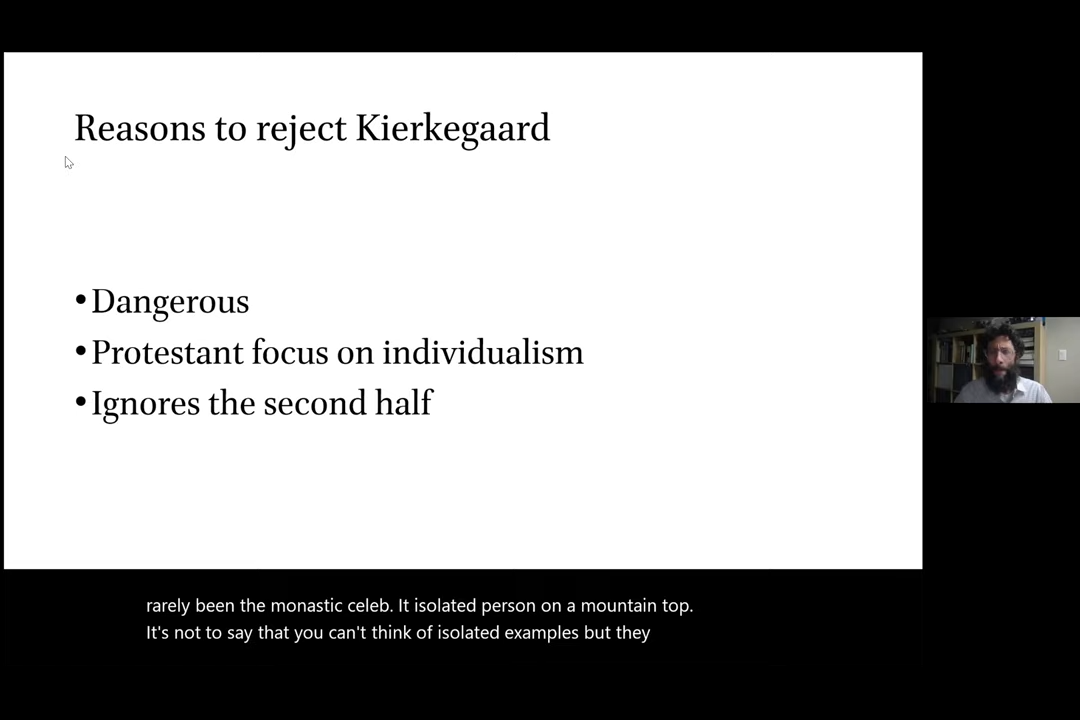 Reasons to reject Kierkegaard
•Dangerous
•Protestant focus on individualism
•Ignores the second half
rarely been the monastic celeb. It isolated person on a mountain top.
It's not to say that you can't think of isolated examples but they